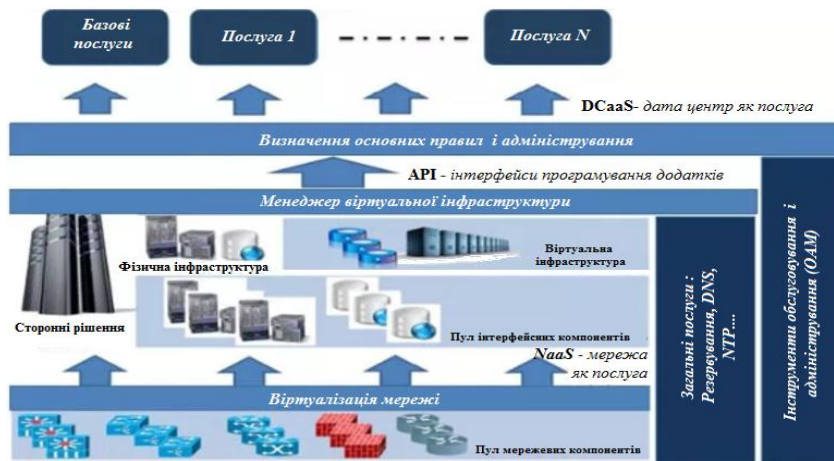 Базові
послуги
Послуга 1
Послуга N
DCaaS- дата центр як послуга
Визначення основних правил і адміністрування
API - інтерфейси програмування додатків
Менеджер віртуальної інфраструктури
Фізична інфраструктура
Віртуальна
інфраструктура
Сторонні рішення
Пул інтерфейсних компонентів
NaaS - мережа
як послуга
Віртуалізація мережі
Пул мережевих компонентів
Загальні послуги :
Резервування, DNS,
NTP....
Інструменти обслуговування і
адміністрування (OAM)